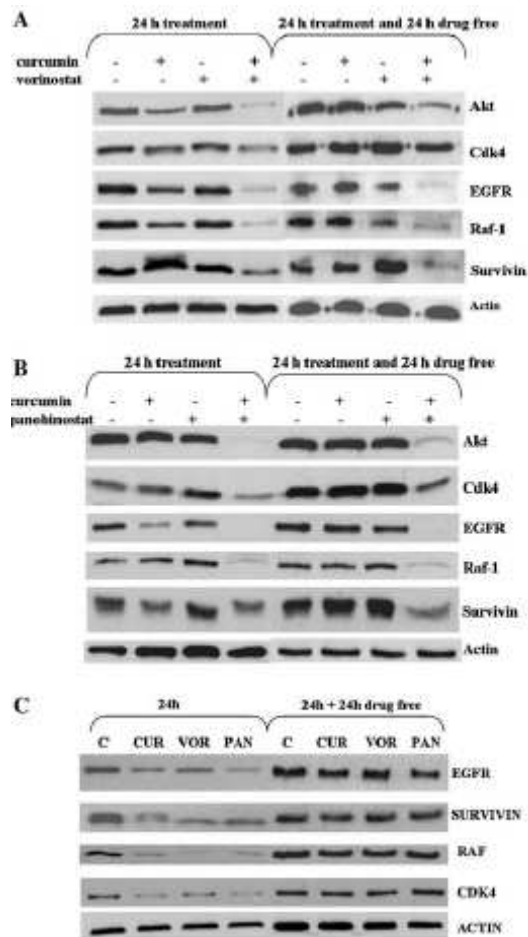 A
24 h treatment 24 h treatment and 24 h drug free
curcumin - + - + - + - +
vorinostat - - + + - - + +
Akt
Cdk4
EGFR
Raf-1
Survivin
Actin
B
24 h treatment 24 h treatment and 24 h drug free
curcumin - + - + - + - +
panobinostat - - + + - - + +
Akt
Cdk4
EGFR
Raf-1
Survivin
Actin
C
24h 24h + 24h drug free
C CUR VOR PAN C CUR VOR PAN
EGFR
SURVIVIN
RAF
CDK4
ACTIN